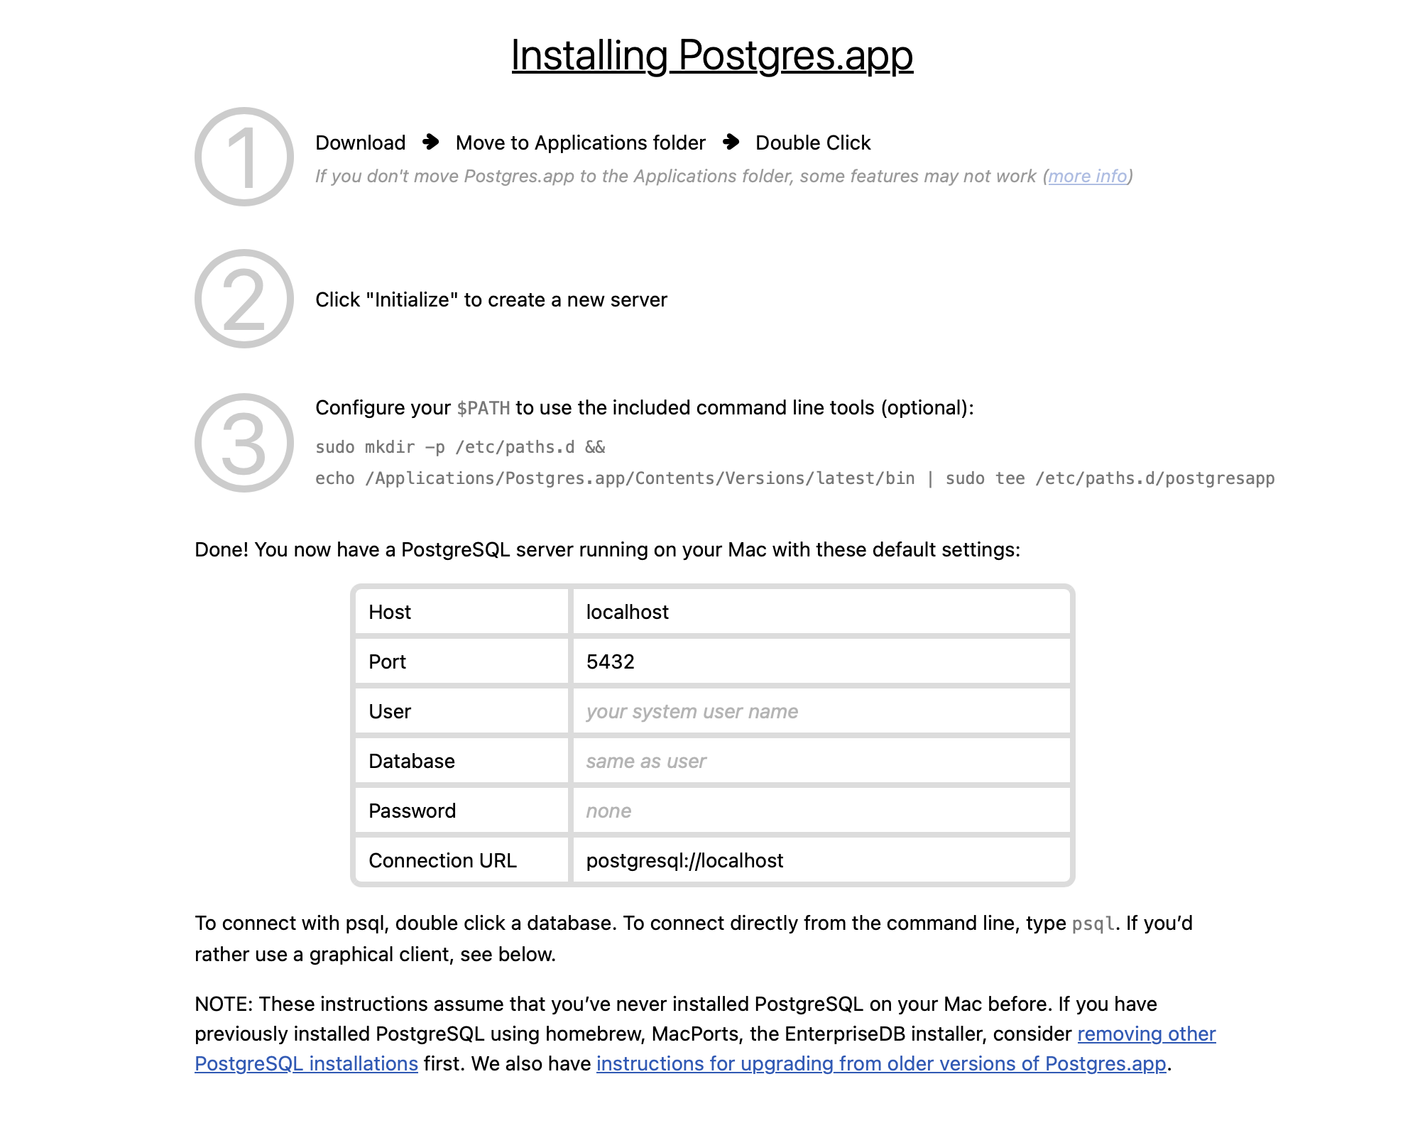 Installing Postgres.app
1
Download → Move to Applications folder → Double Click
If you don't move Postgres.app to the Applications folder, some features may not work (more info)
2
Click "Initialize" to create a new server
3
Configure your $PATH to use the included command line tools (optional):
sudo mkdir -p /etc/paths.d &&
echo /Applications/Postgres.app/Contents/Versions/latest/bin | sudo tee /etc/paths.d/postgresapp
Done! You now have a PostgreSQL server running on your Mac with these default settings:
Host localhost
Port 5432
User your system user name
Database same as user
Password none
Connection URL postgresql://localhost
To connect with psql, double click a database. To connect directly from the command line, type psql. If you’d
rather use a graphical client, see below.
NOTE: These instructions assume that you’ve never installed PostgreSQL on your Mac before. If you have
previously installed PostgreSQL using homebrew, MacPorts, the EnterpriseDB installer, consider removing other
PostgreSQL installations first. We also have instructions for upgrading from older versions of Postgres.app.